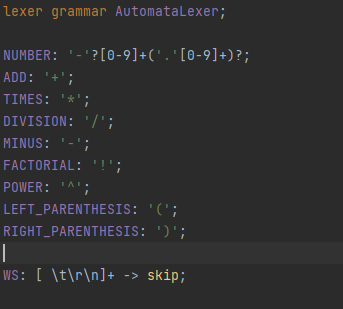 lexer grammar AutomataLexer;
NUMBER: '-'?[0-9]+('.'[0-9]+)?;
ADD: '+';
TIMES: '*';
DIVISION: '/';
MINUS: '-';
FACTORIAL: '!';
POWER: '^';
LEFT_PARENTHESIS: '(';
RIGHT_PARENTHESIS: ')';
WS: [ \t\r\n]+ -> skip;